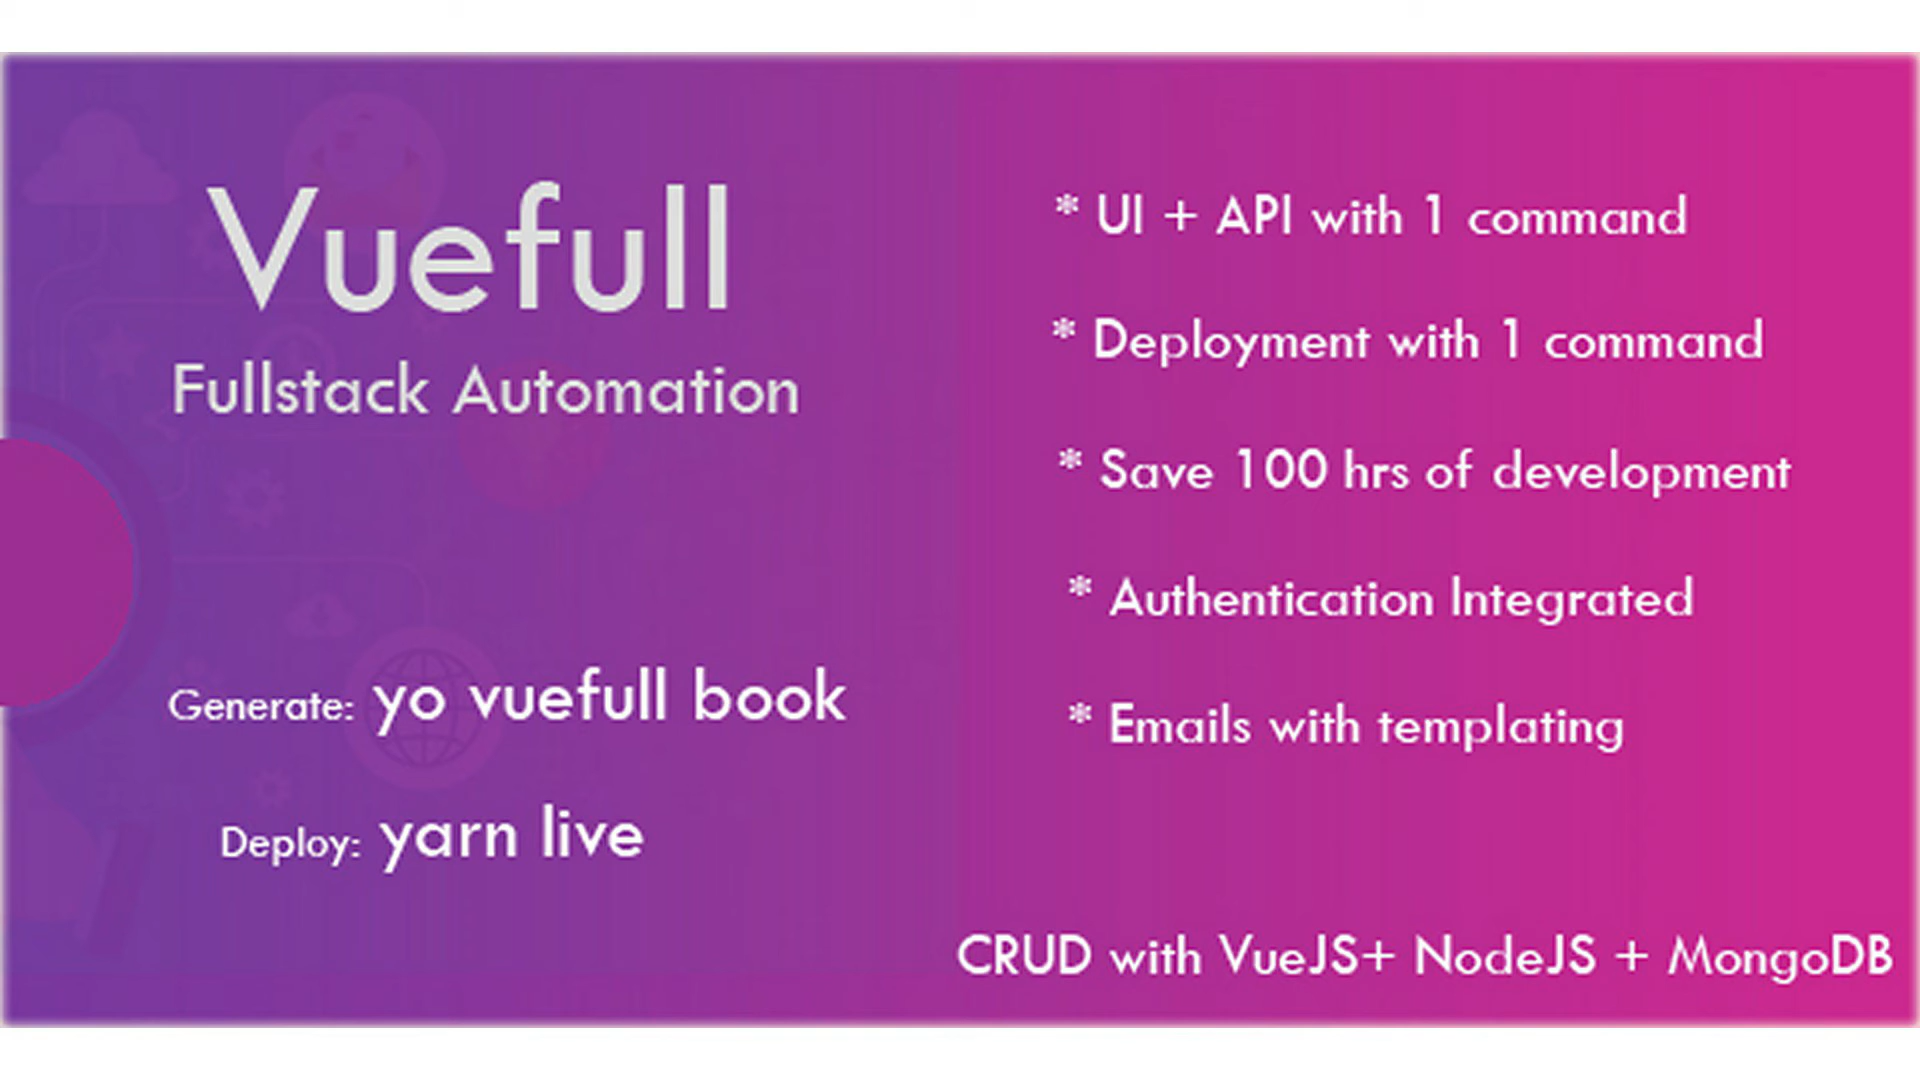 Vuefull
Fullstack Automation
Generate: yo vuefull book
Deploy: yarn live
* UI + API with 1 command
* Deployment with 1 command
* Save 100 hrs of development
* Authentication Integrated
* Emails with templating
CRUD with VueJS+ NodeJS + MongoDB